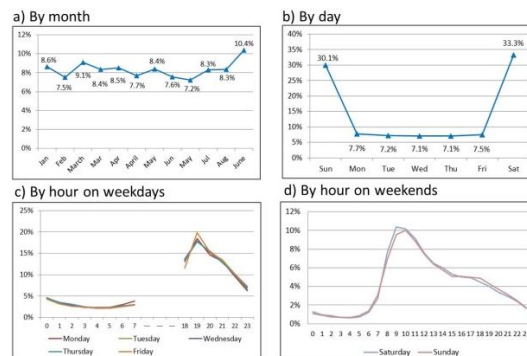 a) By month
12%
10%
8%
6%
4%
2%
0%
8.6%
7.5%
9.1%
8.4%
8.5%
7.7%
8.4%
7.6%
7.2%
8.3%
8.3%
10.4%
Jan
Feb
March
Mar
Apr
April
May
Jun
May
Jul
Aug
June
b) By day
40%
35%
30%
25%
20%
15%
10%
5%
0%
30.1%
7.7%
7.2%
7.1%
7.1%
7.5%
33.3%
Sun Mon Tue Wed Thu Fri Sat
c) By hour on weekdays
25%
20%
15%
10%
5%
0%
0 1 2 3 4 5 6 7 18 19 20 21 22 23
Monday Tuesday Wednesday
Thursday Friday
d) By hour on weekends
12%
10%
8%
6%
4%
2%
0%
0 1 2 3 4 5 6 7 8 9 10 11 12 13 14 15 16 17 18 19 20 21 22 2
Saturday Sunday